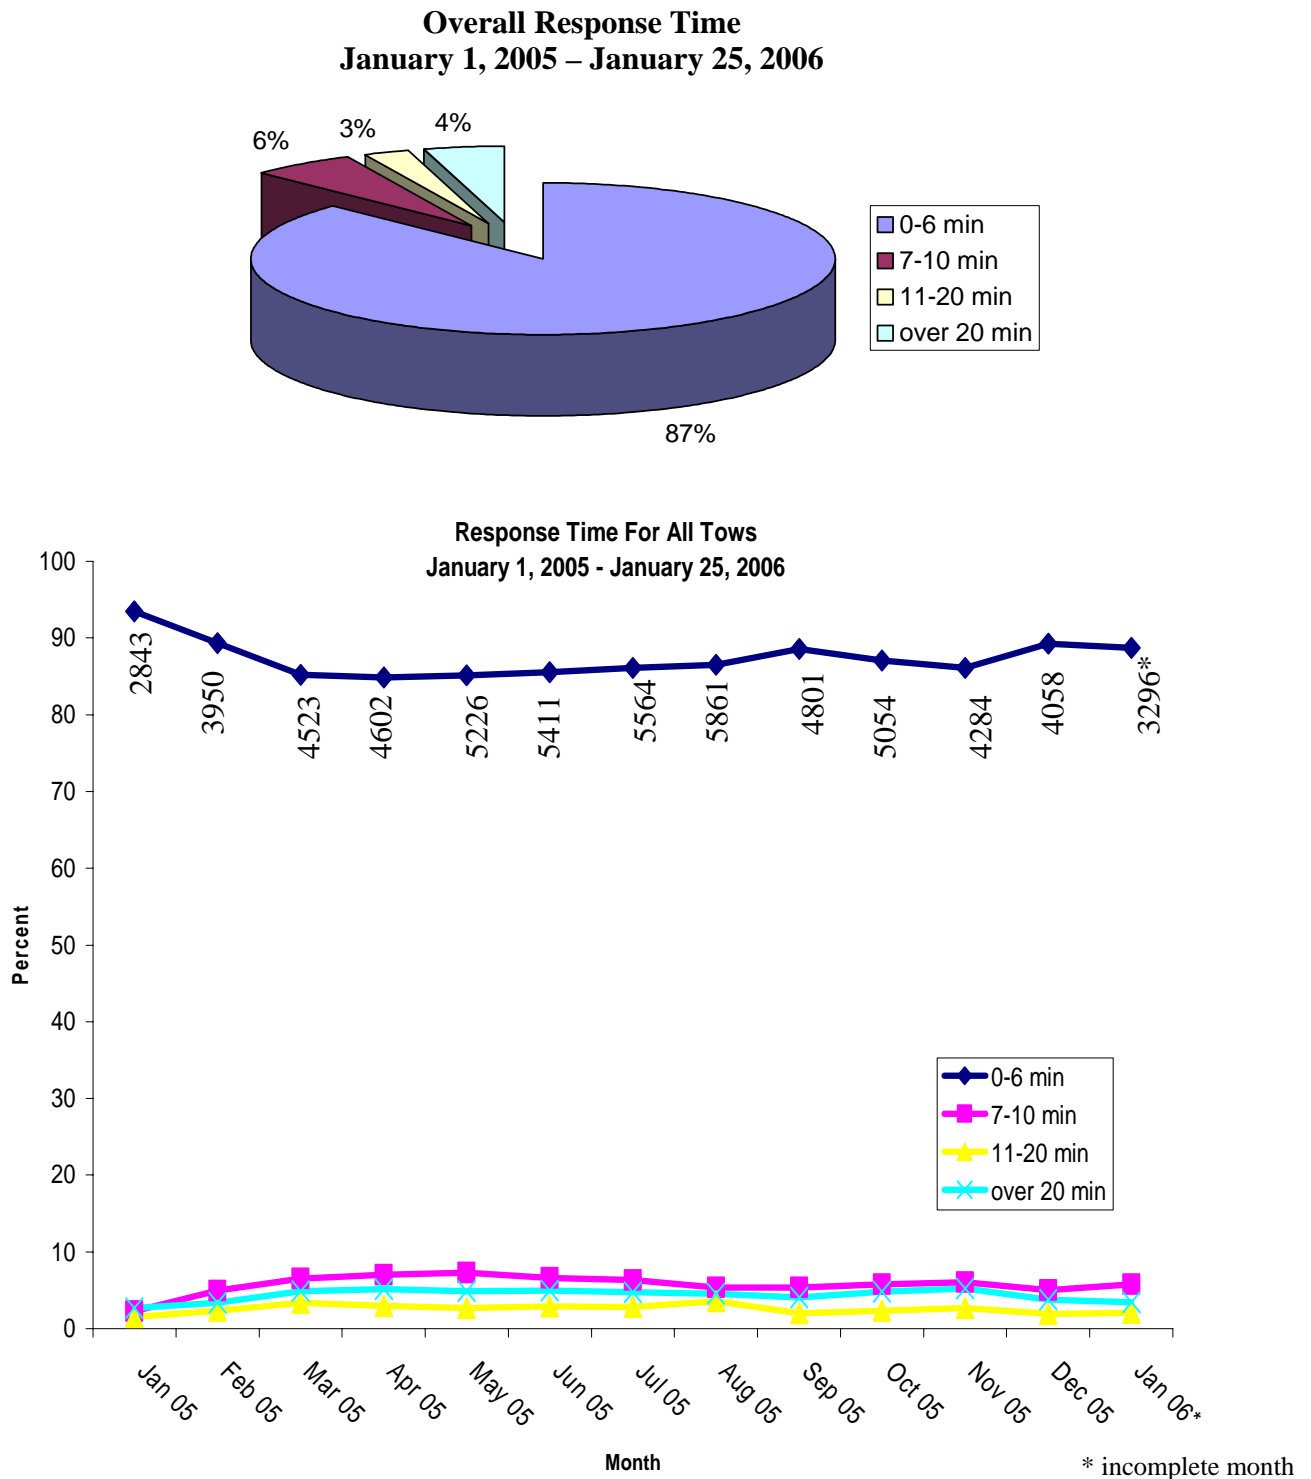 Overall Response Time
January 1, 2005 – January 25, 2006
6%
3%
4%
87%
0-6 min
7-10 min
11-20 min
over 20 min
Response Time For All Tows
January 1, 2005 - January 25, 2006
100
90
80
70
60
50
40
30
20
10
0
Percent
2843
3950
4523
4602
5226
5411
5564
5861
4801
5054
4284
4058
3296*
0-6 min
7-10 min
11-20 min
over 20 min
Jan 05
Feb 05
Mar 05
Apr 05
May 05
Jun 05
Jul 05
Aug 05
Sep 05
Oct 05
Nov 05
Dec 05
Jan 06*
Month
* incomplete month